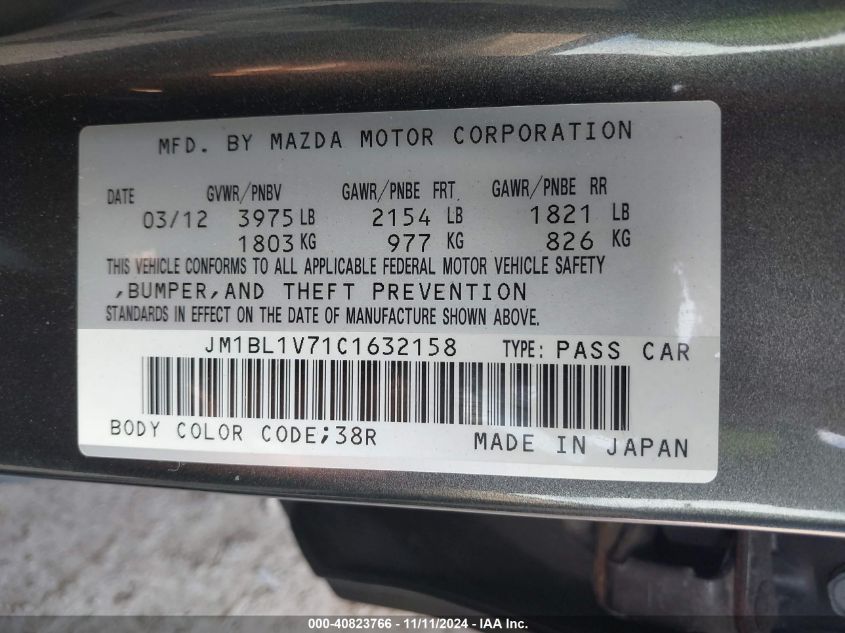 MFD. BY MAZDA MOTOR CORPORATION
DATE GVWR/PNBV GAWR/PNBE FRT GAWR/PNBE RR
03/12 3975 LB 2154 LB 1821 LB
1803 KG 977 KG 826 KG
THIS VEHICLE CONFORMS TO ALL APPLICABLE FEDERAL MOTOR VEHICLE SAFETY
,BUMPER,AND THEFT PREVENTION
STANDARDS IN EFFECT ON THE DATE OF MANUFACTURE SHOWN ABOVE.
JM1BL1V71C1632158 TYPE: PASS CAR
BODY COLOR CODE;38R MADE IN JAPAN
000-40823766 - 11/11/2024 - IAA Inc.